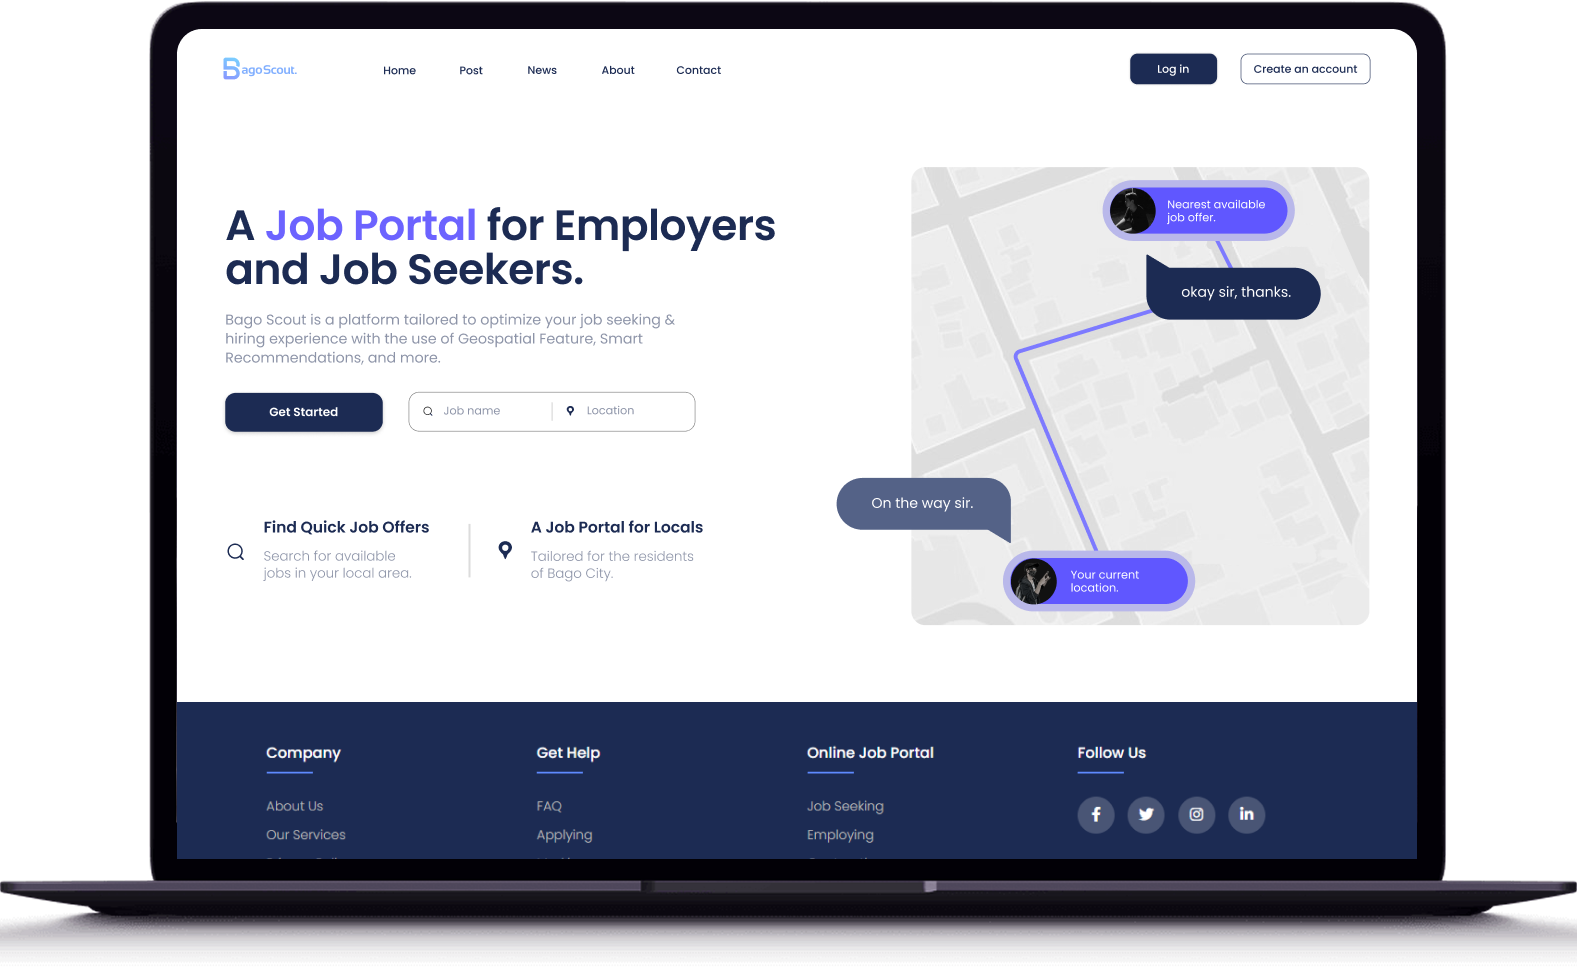 BagoScout.
Home
Post
News
About
Contact
Log in
Create an account
A Job Portal for Employers
and Job Seekers.
Bago Scout is a platform tailored to optimize your job seeking &
hiring experience with the use of Geospatial Feature, Smart
Recommendations, and more.
Get Started
Job name
Location
Find Quick Job Offers
Search for available
jobs in your local area.
A Job Portal for Locals
Tailored for the residents
of Bago City.
Nearest available
job offer.
okay sir, thanks.
On the way sir.
Your current
location.
Company
About Us
Our Services
Get Help
FAQ
Applying
Online Job Portal
Job Seeking
Employing
Follow Us